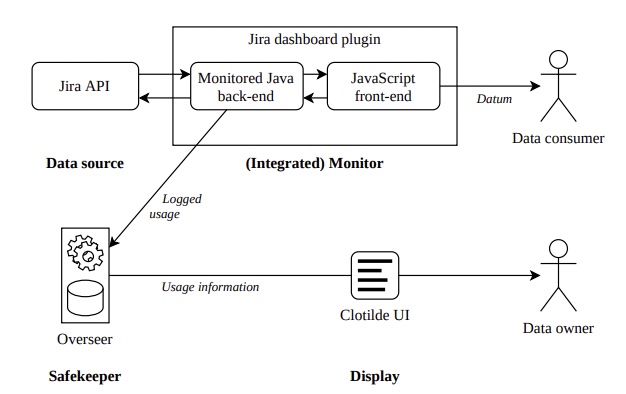 Jira dashboard plugin
Jira API
Monitored Java
back-end
JavaScript
front-end
Datum
Data consumer
Data source
(Integrated) Monitor
Logged
usage
Usage information
Overseer
Clotilde UI
Data owner
Safekeeper
Display